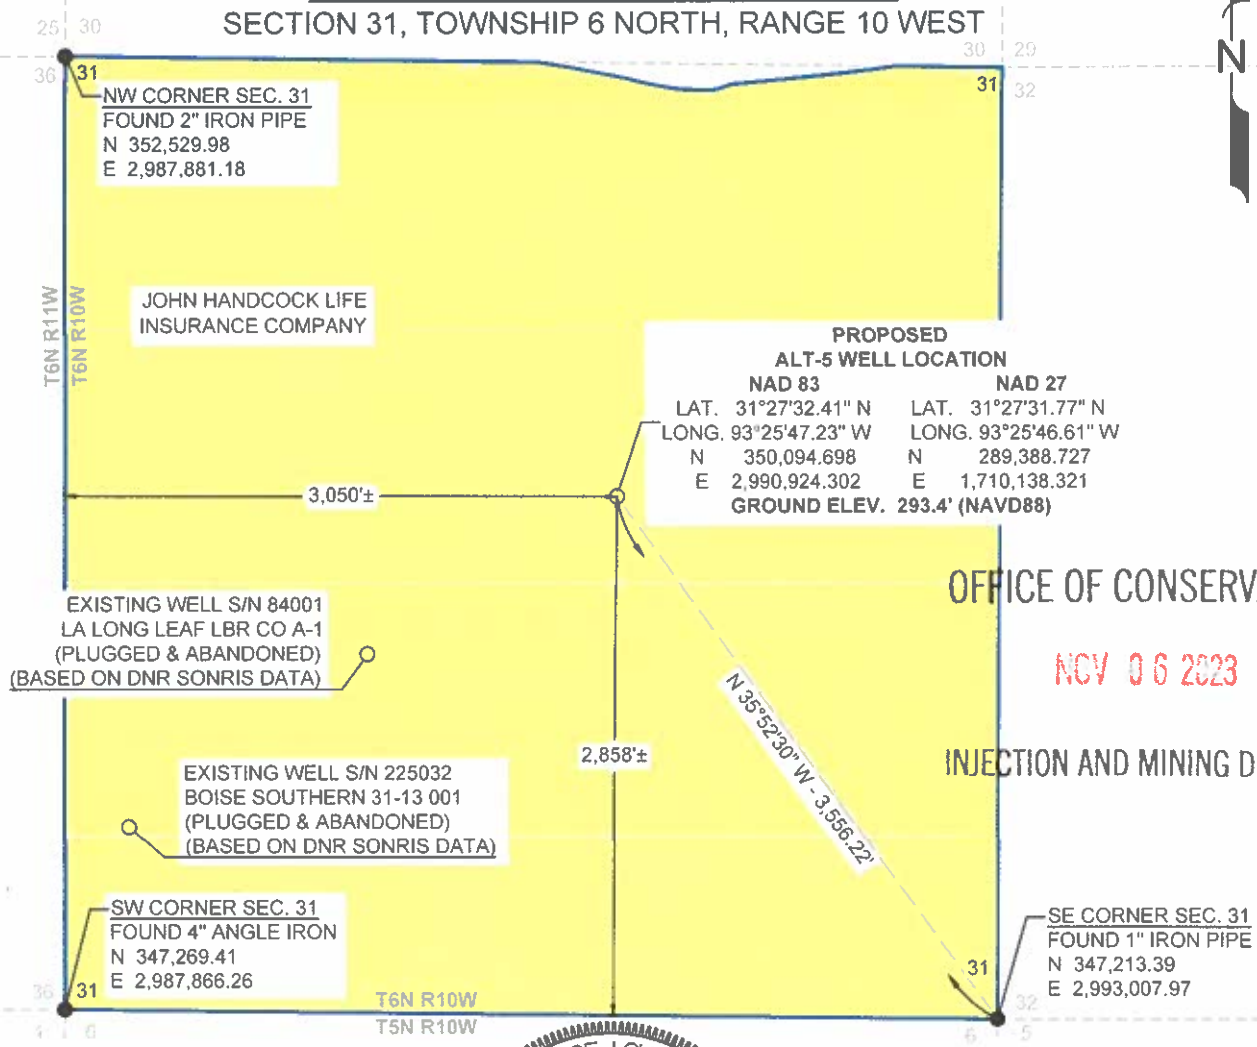 SECTION 31, TOWNSHIP 6 NORTH, RANGE 10 WEST
25 30
36 31
30 29
31 32
N
NW CORNER SEC. 31
FOUND 2" IRON PIPE
N 352,529.98
E 2,987,881.18
T6N R11W
T6N R10W
JOHN HANDCOCK LIFE
INSURANCE COMPANY
PROPOSED
ALT-5 WELL LOCATION
NAD 83 NAD 27
LAT. 31°27'32.41" N LAT. 31°27'31.77" N
LONG. 93°25'47.23" W LONG. 93°25'46.61" W
N 350,094.698 N 289,388.727
E 2,990,924.302 E 1,710,138.321
GROUND ELEV. 293.4' (NAVD88)
3,050'±
OFFICE OF CONSERV
NOV 06 2023
INJECTION AND MINING D
EXISTING WELL S/N 84001
LA LONG LEAF LBR CO A-1
(PLUGGED & ABANDONED)
(BASED ON DNR SONRIS DATA)
2,858'±
N 35°52'30" W - 3,556.22'
EXISTING WELL S/N 225032
BOISE SOUTHERN 31-13 001
(PLUGGED & ABANDONED)
(BASED ON DNR SONRIS DATA)
SW CORNER SEC. 31
FOUND 4" ANGLE IRON
N 347,269.41
E 2,987,866.26
SE CORNER SEC. 31
FOUND 1" IRON PIPE
N 347,213.39
E 2,993,007.97
36 31
31 32
6 5
T6N R10W
T5N R10W